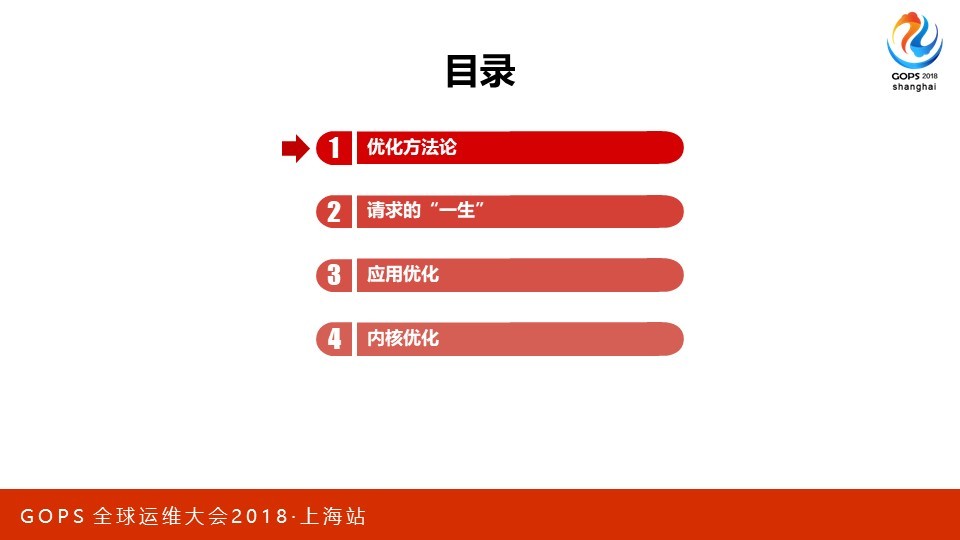 GOPS 2018
shanghai
目录
1 优化方法论
2 请求的“一生”
3 应用优化
4 内核优化
GOPS 全球运维大会2018·上海站